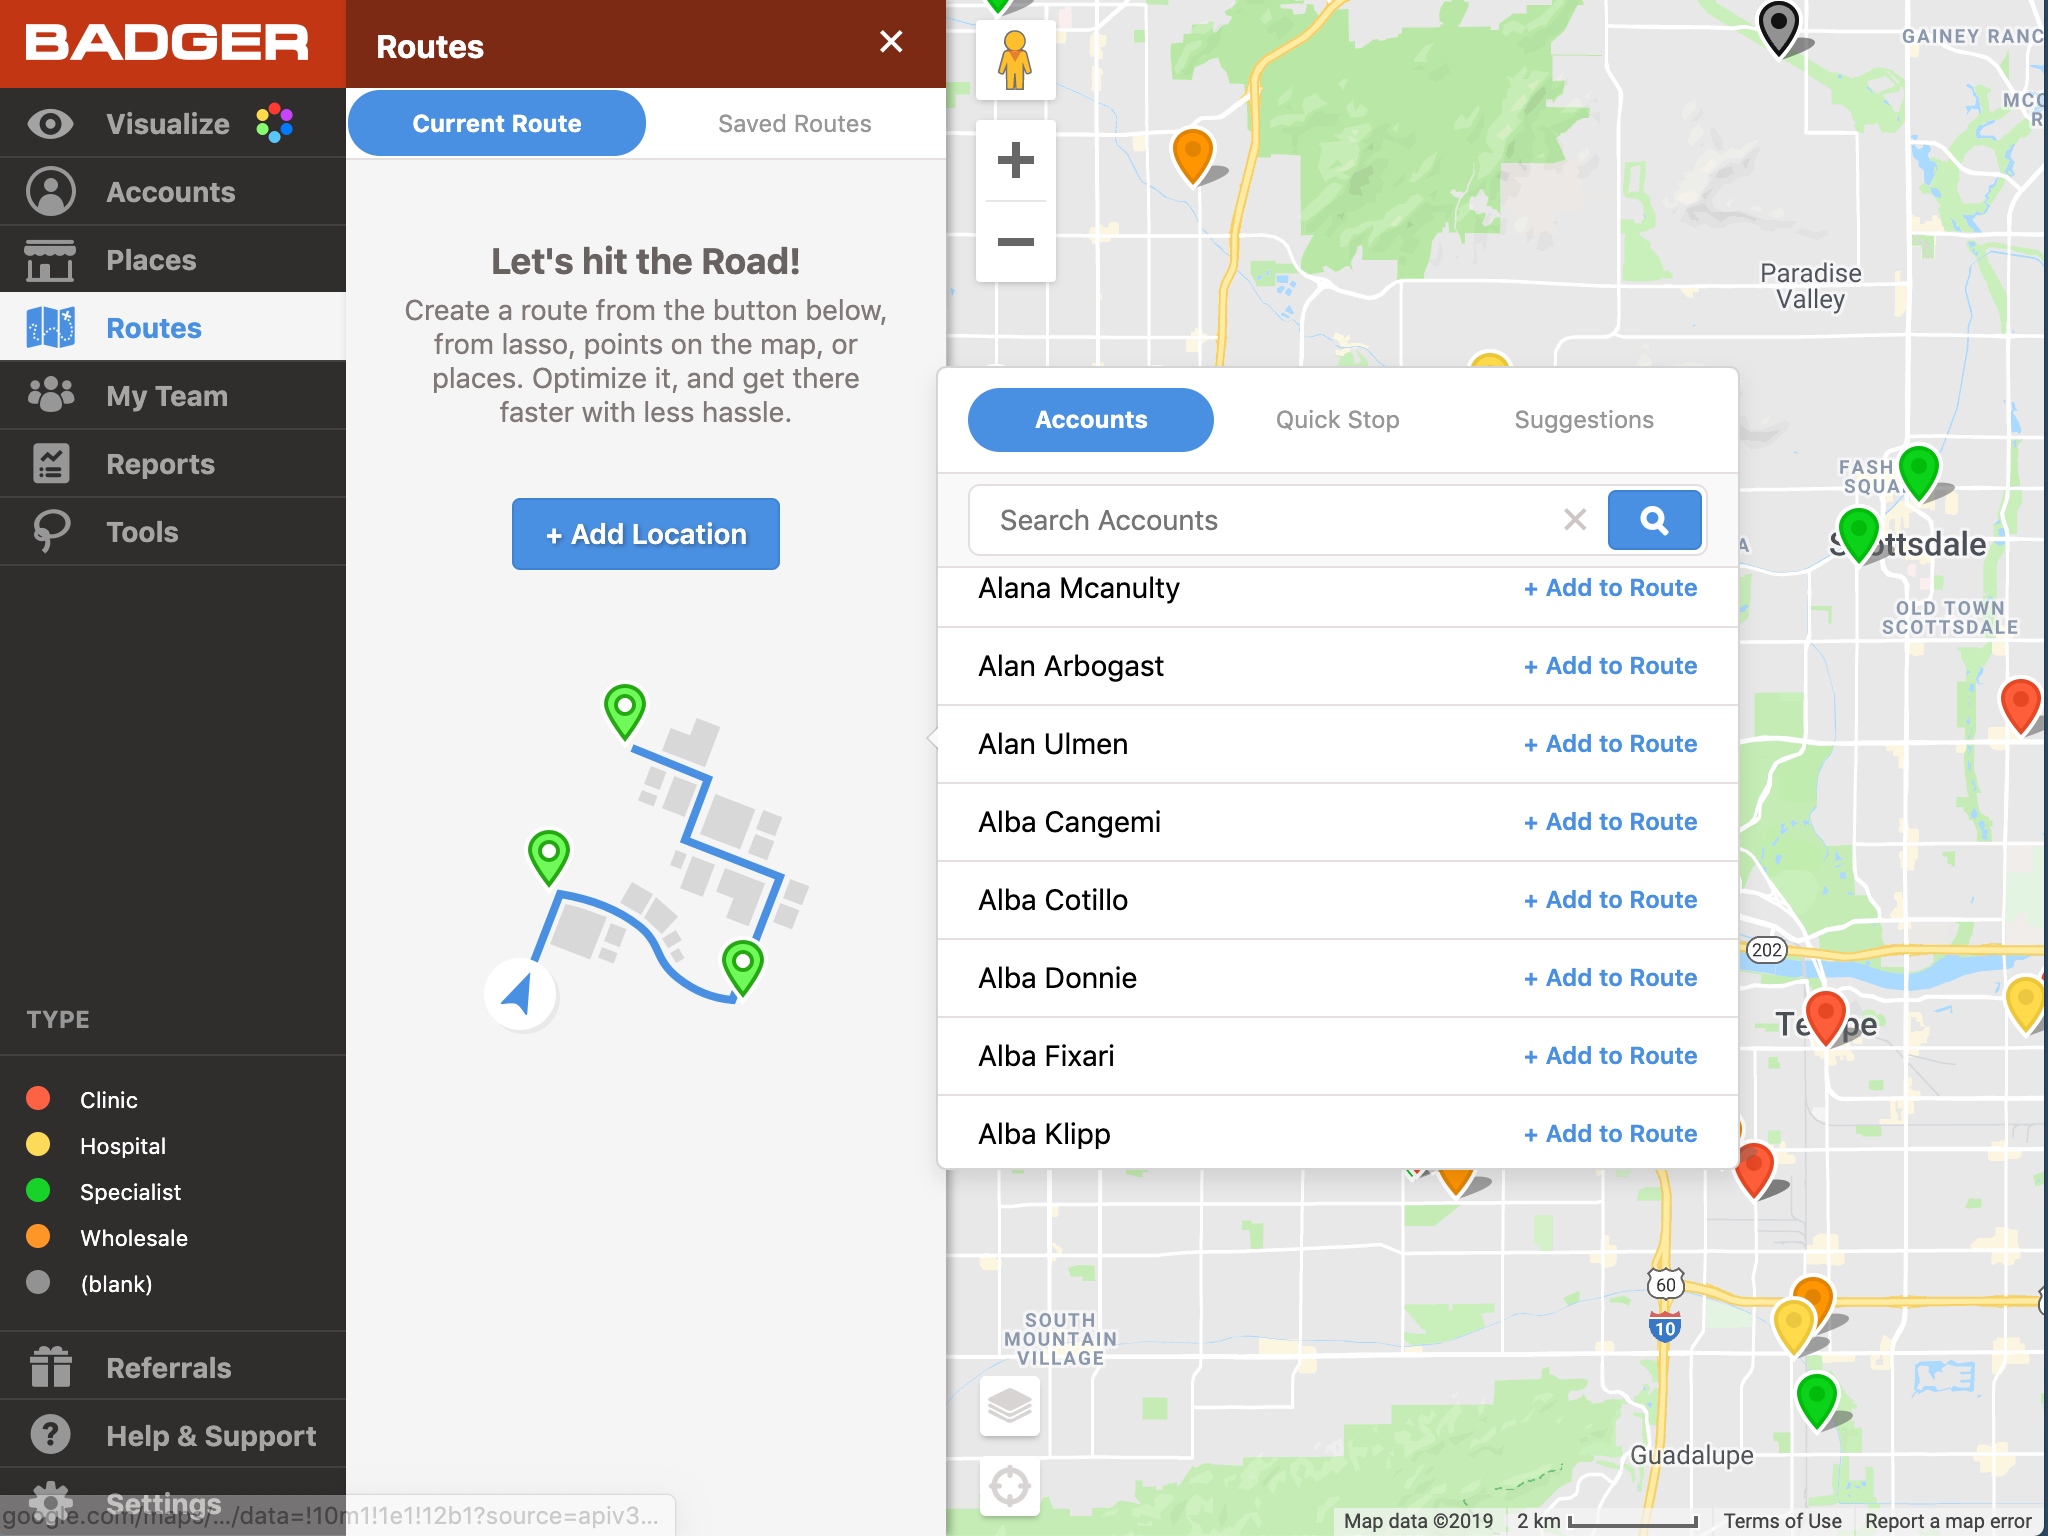 BADGER
Visualize
Accounts
Places
Routes
My Team
Reports
Tools
TYPE
Clinic
Hospital
Specialist
Wholesale
(blank)
Referrals
Help & Support
Settings
google.com/maps/.../data=!10m1!1e1!12b1?source=apiv3...
Routes
Current Route
Saved Routes
Let's hit the Road!
Create a route from the button below,
from lasso, points on the map, or
places. Optimize it, and get there
faster with less hassle.
+ Add Location
Accounts
Quick Stop
Suggestions
Search Accounts
Alana Mcanulty + Add to Route
Alan Arbogast + Add to Route
Alan Ulmen + Add to Route
Alba Cangemi + Add to Route
Alba Cotillo + Add to Route
Alba Donnie + Add to Route
Alba Fixari + Add to Route
Alba Klipp + Add to Route
GAINEY RANC
MCC
R
Paradise
Valley
FASH
SQUA
Scottsdale
OLD TOWN
SCOTTSDALE
202
Tempe
60
10
SOUTH
MOUNTAIN
VILLAGE
Guadalupe
Map data ©2019
2 km
Terms of Use
Report a map error